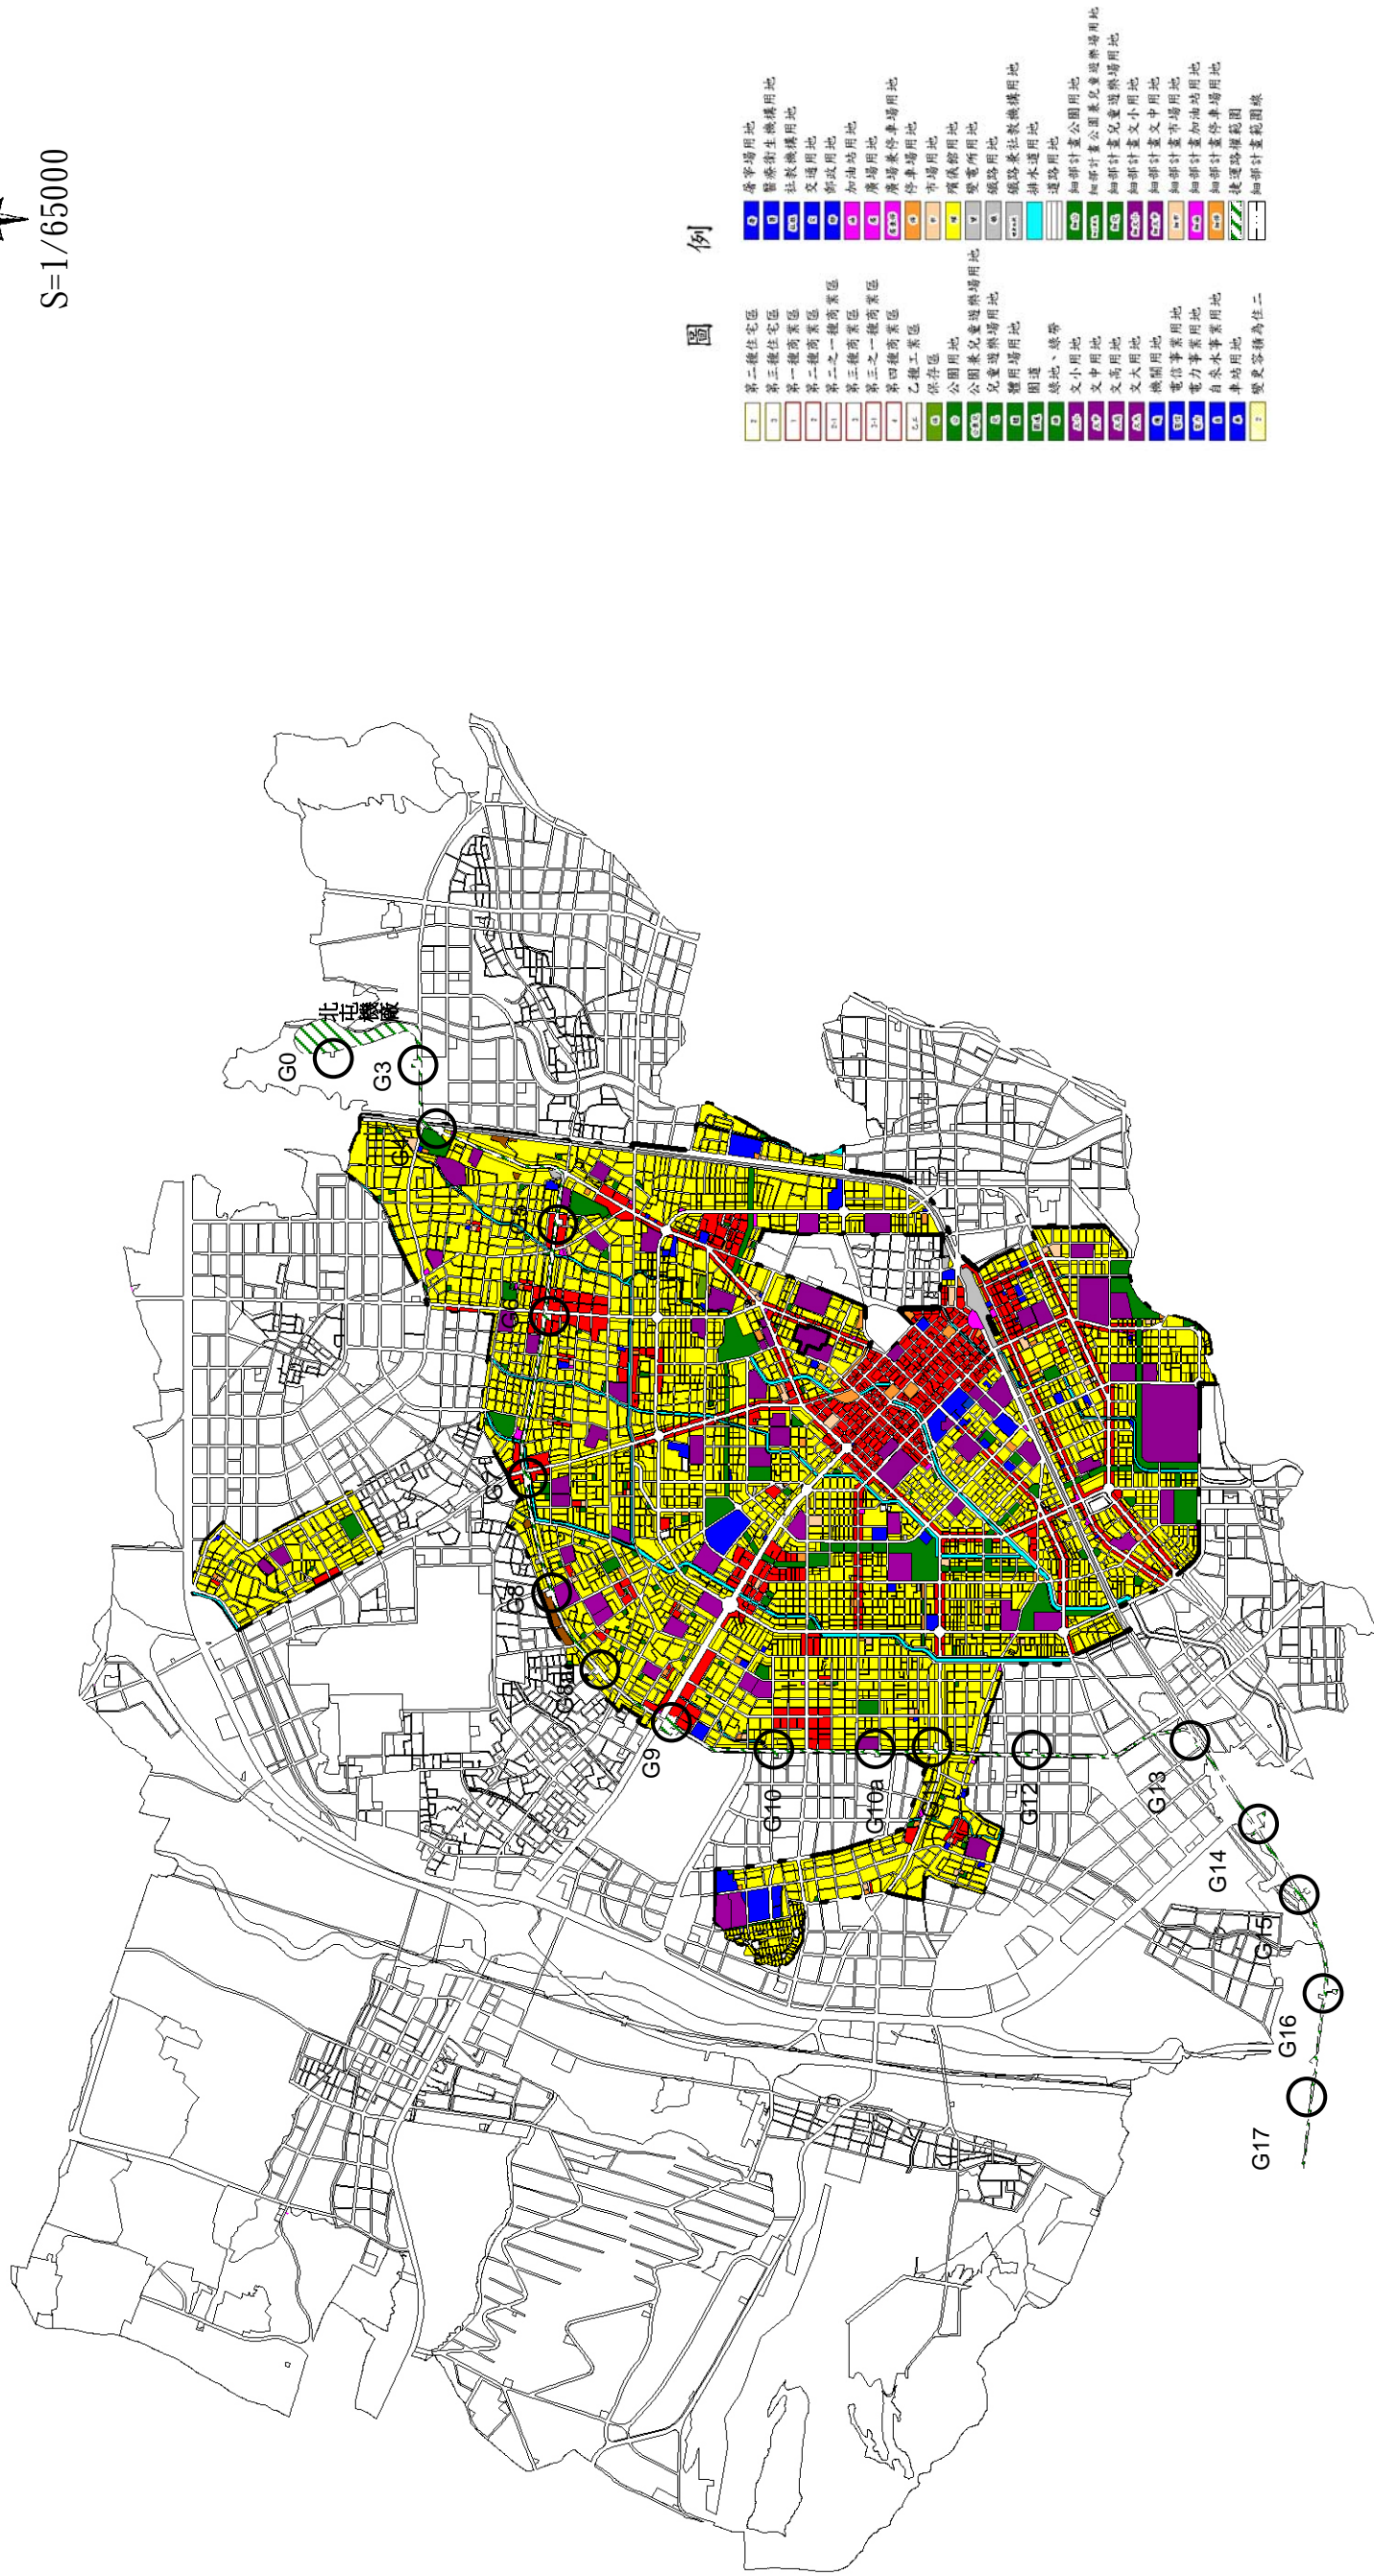 S=1/65000
圖例
第二種住宅區
第三種住宅區
第一種商業區
第二種商業區
第二之一種商業區
第三種商業區
第三之一種商業區
第四種商業區
乙種工業區
保存區
公園用地
公園兼兒童遊樂場用地
兒童遊樂場用地
體用場用地
園道
綠地、綠帶
文小用地
文中用地
文高用地
文大用地
機關用地
電信事業用地
電力事業用地
自來水事業用地
車站用地
變更容積為住二
屠宰場用地
醫療衛生機構用地
社教機構用地
交通用地
郵政用地
加油站用地
廣場用地
廣場兼停車場用地
停車場用地
市場用地
殯儀館用地
變電所用地
鐵路用地
鐵路兼社教機構用地
排水道用地
道路用地
細部計畫公園用地
細部計畫公園兼兒童遊樂場用地
細部計畫兒童遊樂場用地
細部計畫文小用地
細部計畫文中用地
細部計畫市場用地
細部計畫加油站用地
細部計畫停車場用地
捷運路權範圍
細部計畫範圍線
北屯機廠
G0
G3
G4
G5
G6
G7
G8
G8a
G9
G10
G10a
G11
G12
G13
G14
G15
G16
G17